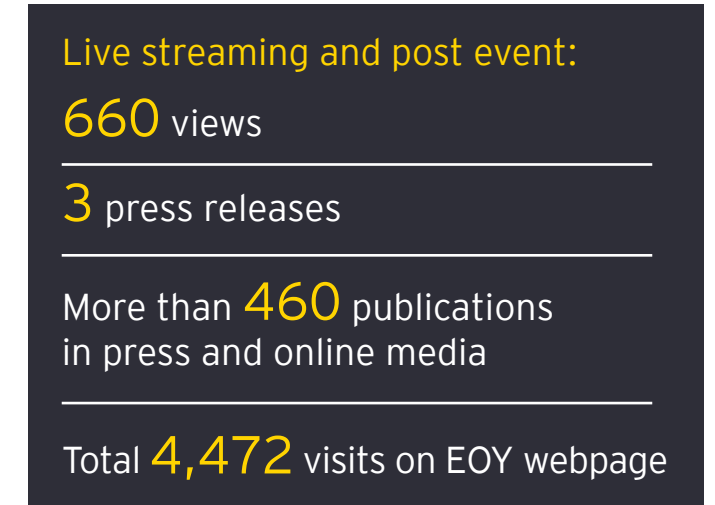 Live streaming and post event:
660 views
3 press releases
More than 460 publications
in press and online media
Total 4,472 visits on EOY webpage